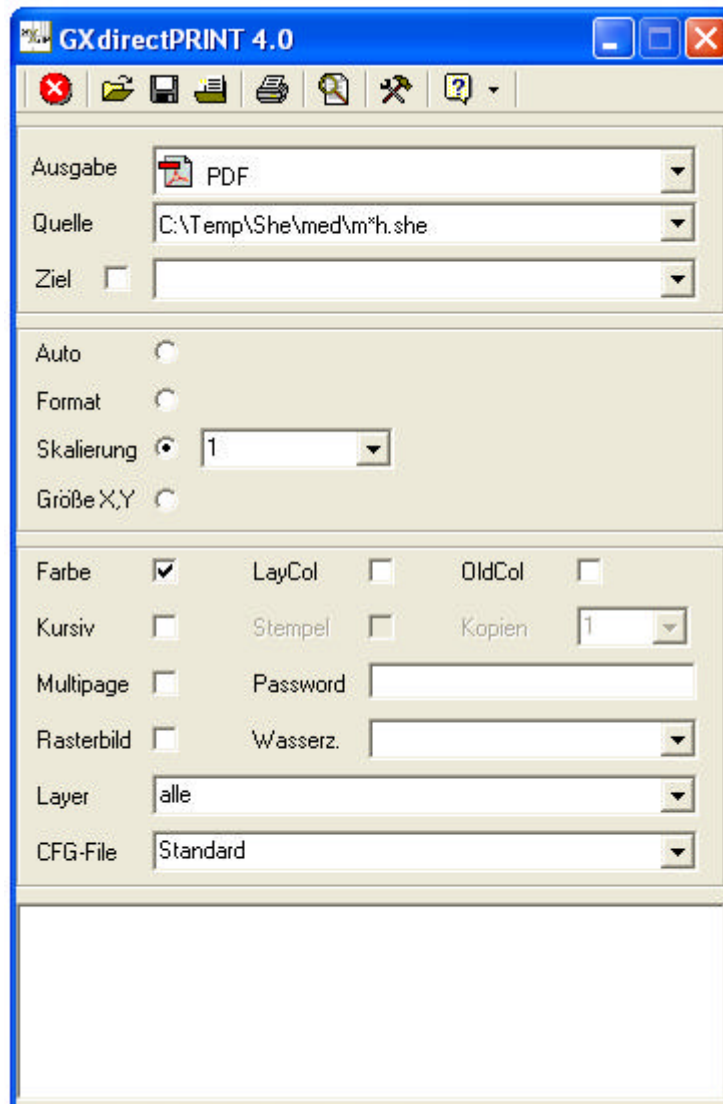 GXdirectPRINT 4.0
Ausgabe PDF
Quelle C:\Temp\She\med\m*h.she
Ziel
Auto
Format
Skalierung 1
Größe X,Y
Farbe LayCol OldCol
Kursiv Stempel Kopien 1
Multipage Password
Rasterbild Wasserz.
Layer alle
CFG-File Standard